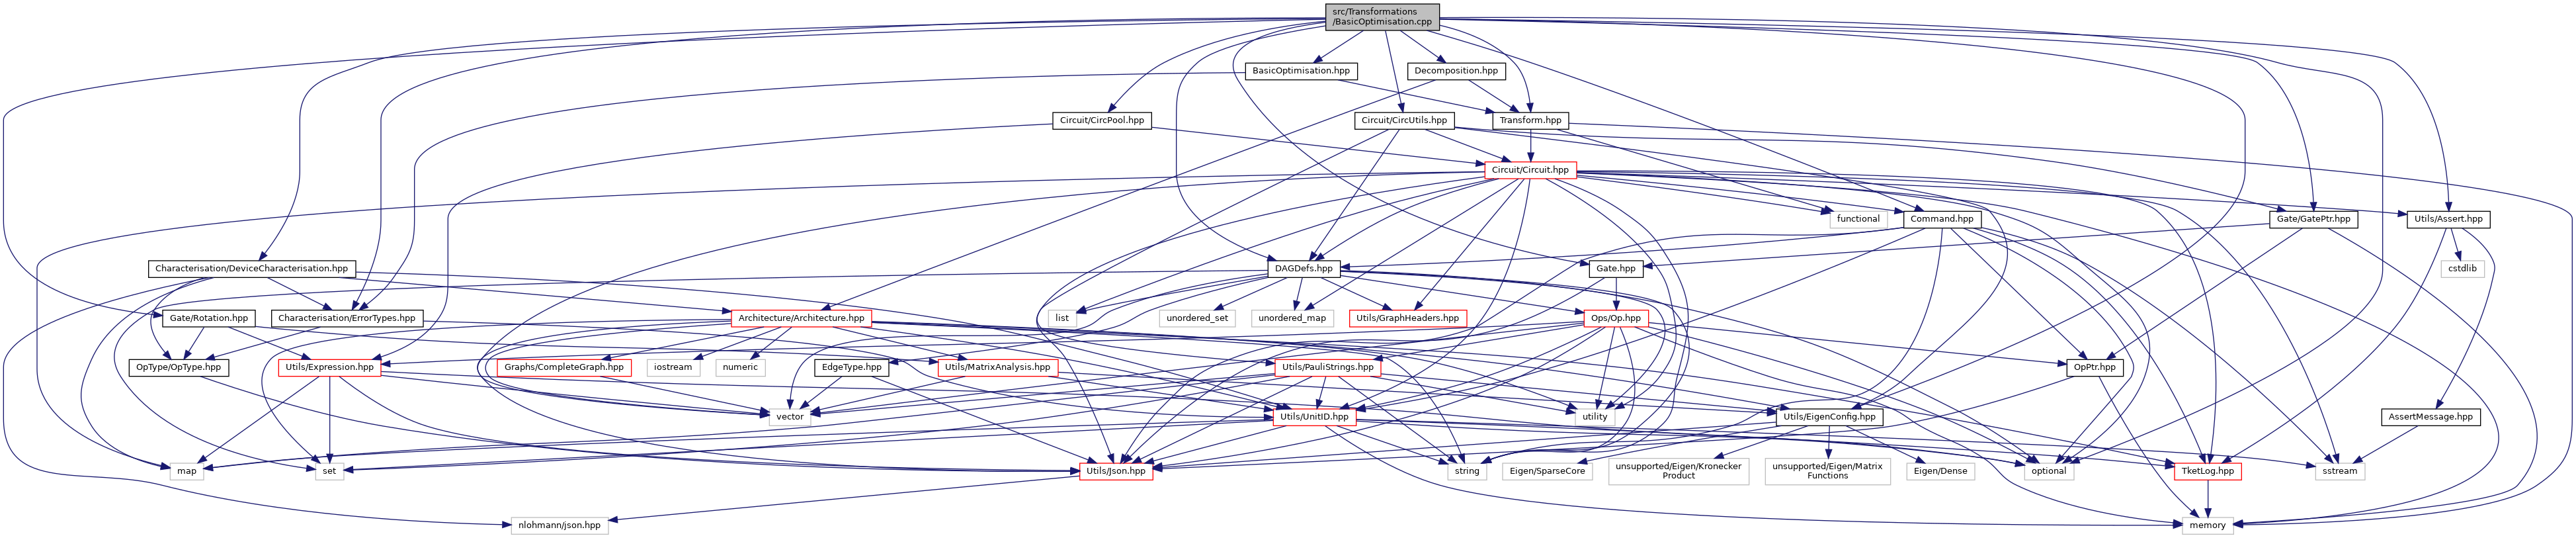 src/Transformations
/BasicOptimisation.cpp
BasicOptimisation.hpp
Decomposition.hpp
Circuit/CircPool.hpp
Circuit/CircUtils.hpp
Transform.hpp
Circuit/Circuit.hpp
functional
Command.hpp
Gate/GatePtr.hpp
Utils/Assert.hpp
Characterisation/DeviceCharacterisation.hpp
DAGDefs.hpp
Gate.hpp
cstdlib
Gate/Rotation.hpp
Characterisation/ErrorTypes.hpp
Architecture/Architecture.hpp
list
unordered_set
unordered_map
Utils/GraphHeaders.hpp
Ops/Op.hpp
OpType/OpType.hpp
Utils/Expression.hpp
Graphs/CompleteGraph.hpp
iostream
numeric
EdgeType.hpp
Utils/MatrixAnalysis.hpp
Utils/PauliStrings.hpp
OpPtr.hpp
vector
Utils/UnitID.hpp
utility
Utils/EigenConfig.hpp
AssertMessage.hpp
map
set
Utils/Json.hpp
string
Eigen/SparseCore
unsupported/Eigen/Kronecker
Product
unsupported/Eigen/Matrix
Functions
Eigen/Dense
optional
TketLog.hpp
sstream
nlohmann/json.hpp
memory